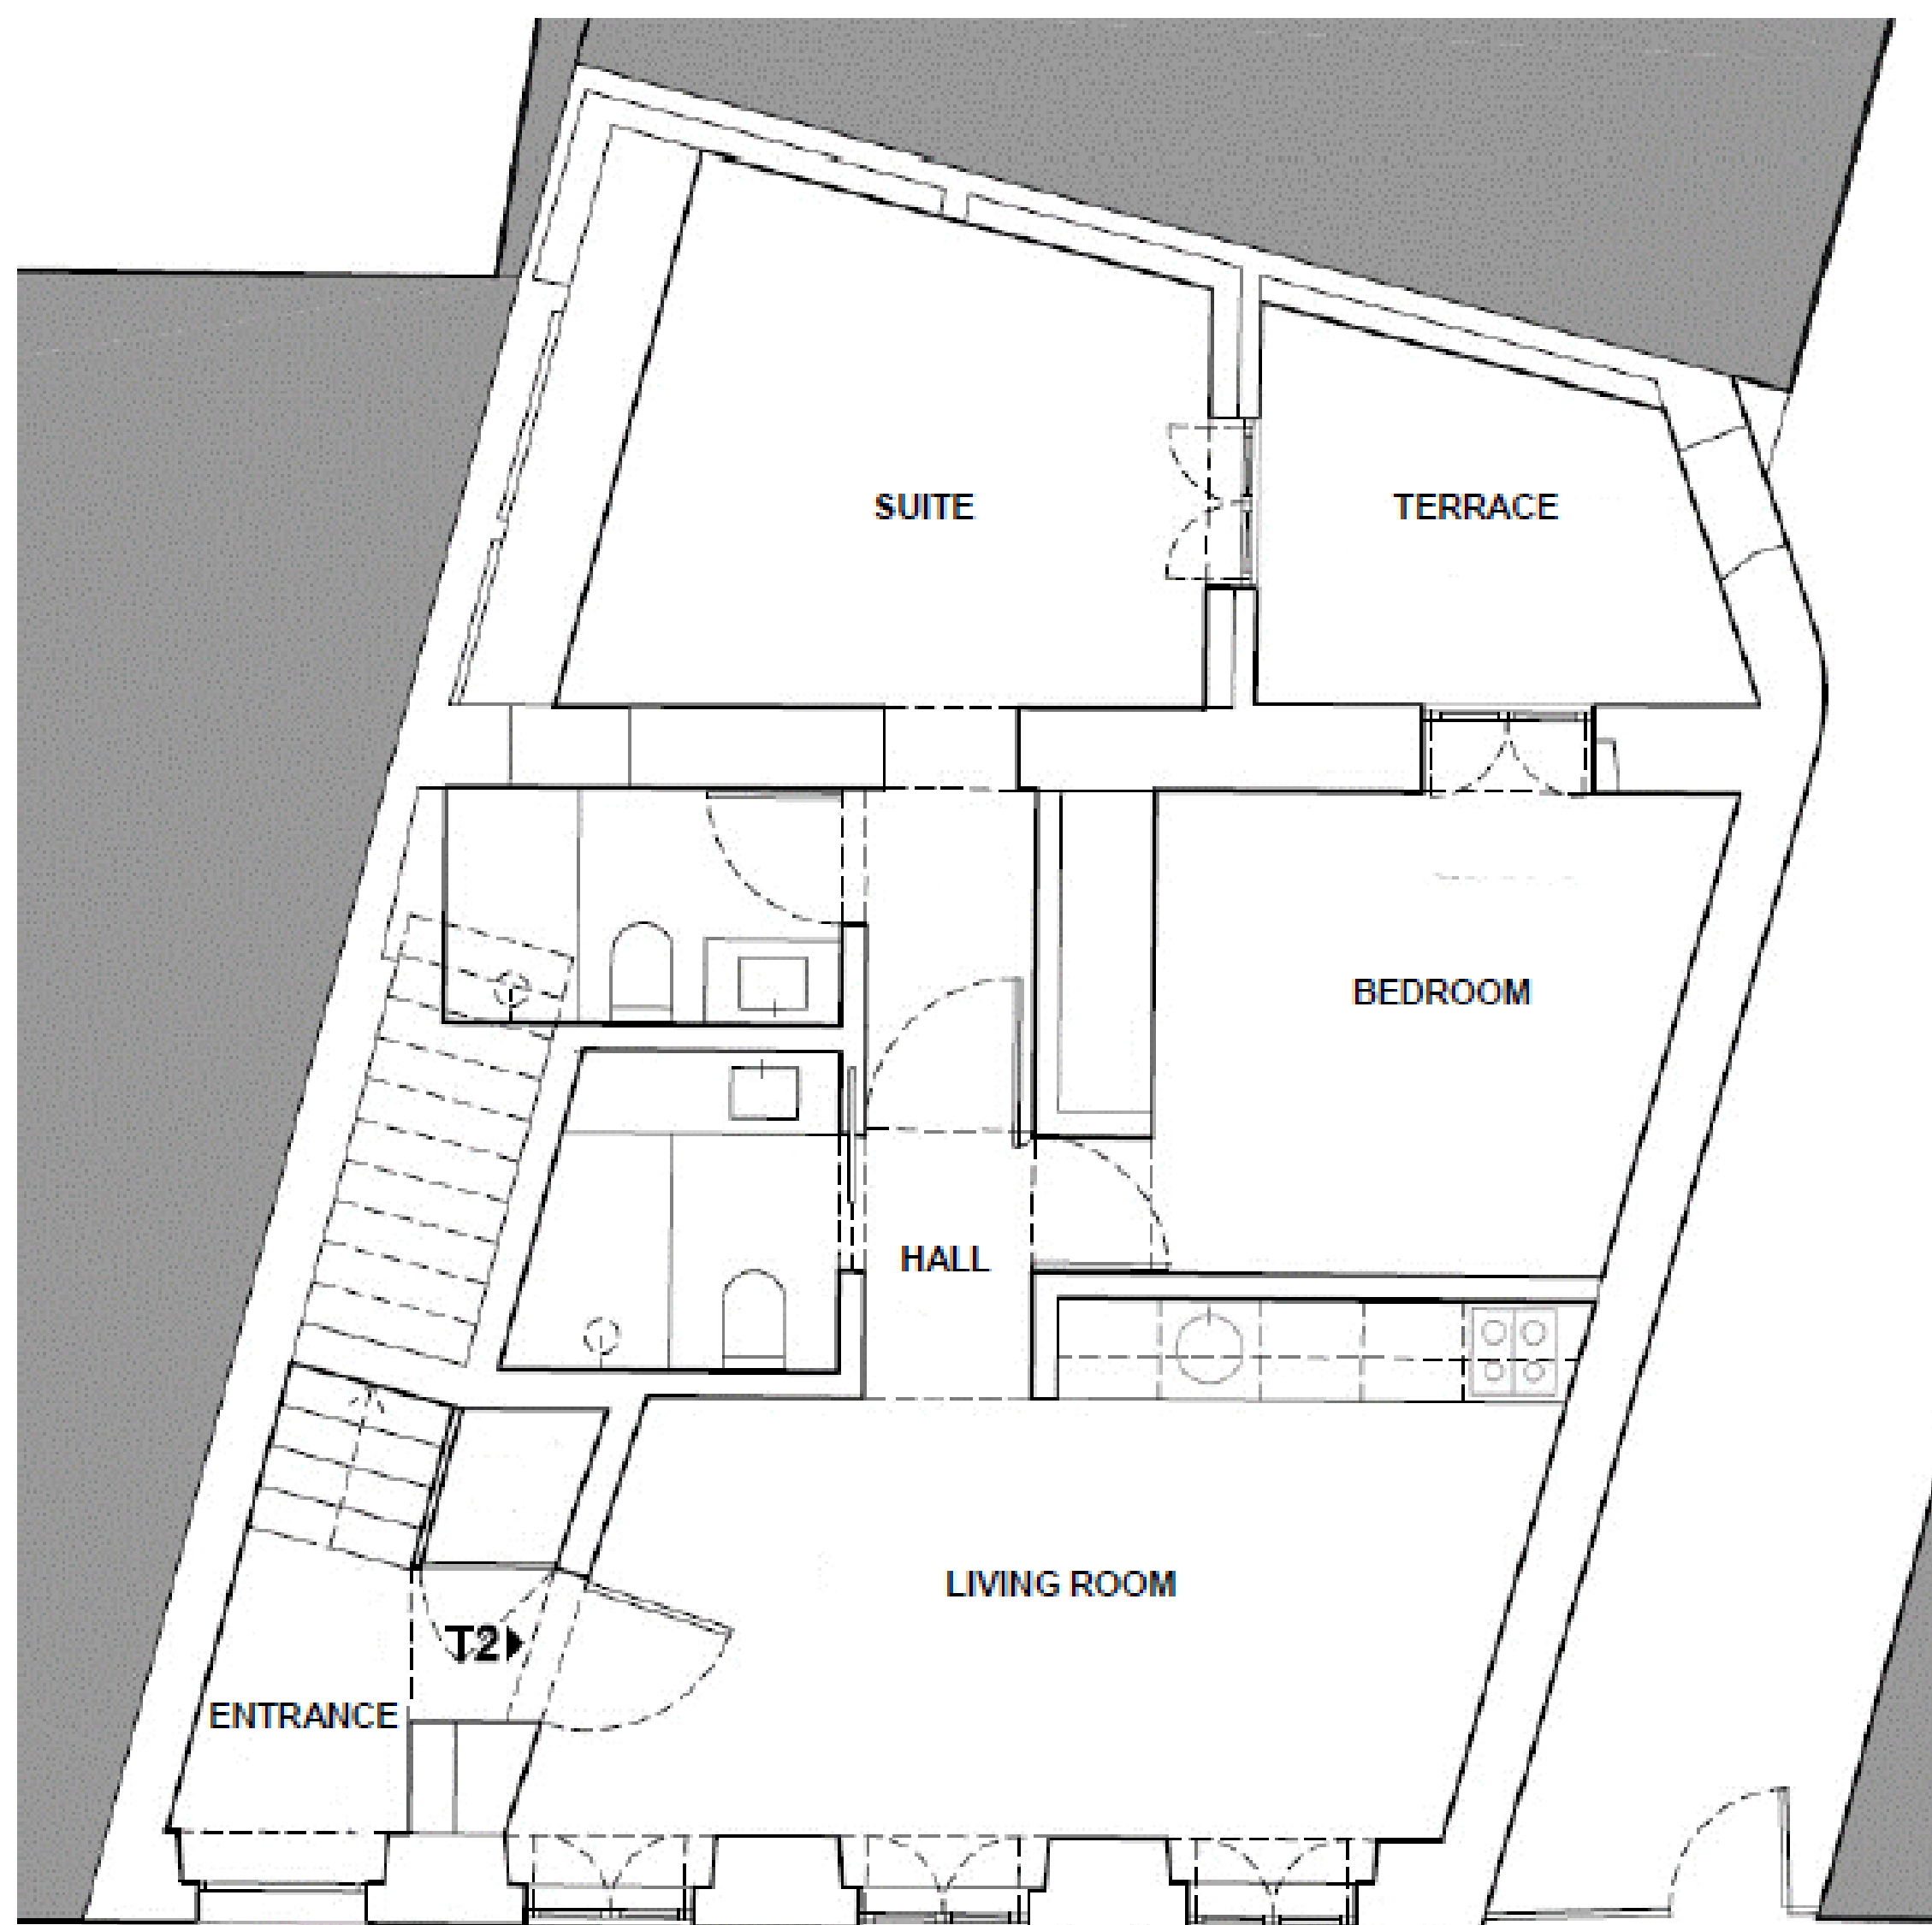 SUITE
TERRACE
BEDROOM
HALL
LIVING ROOM
T2
ENTRANCE